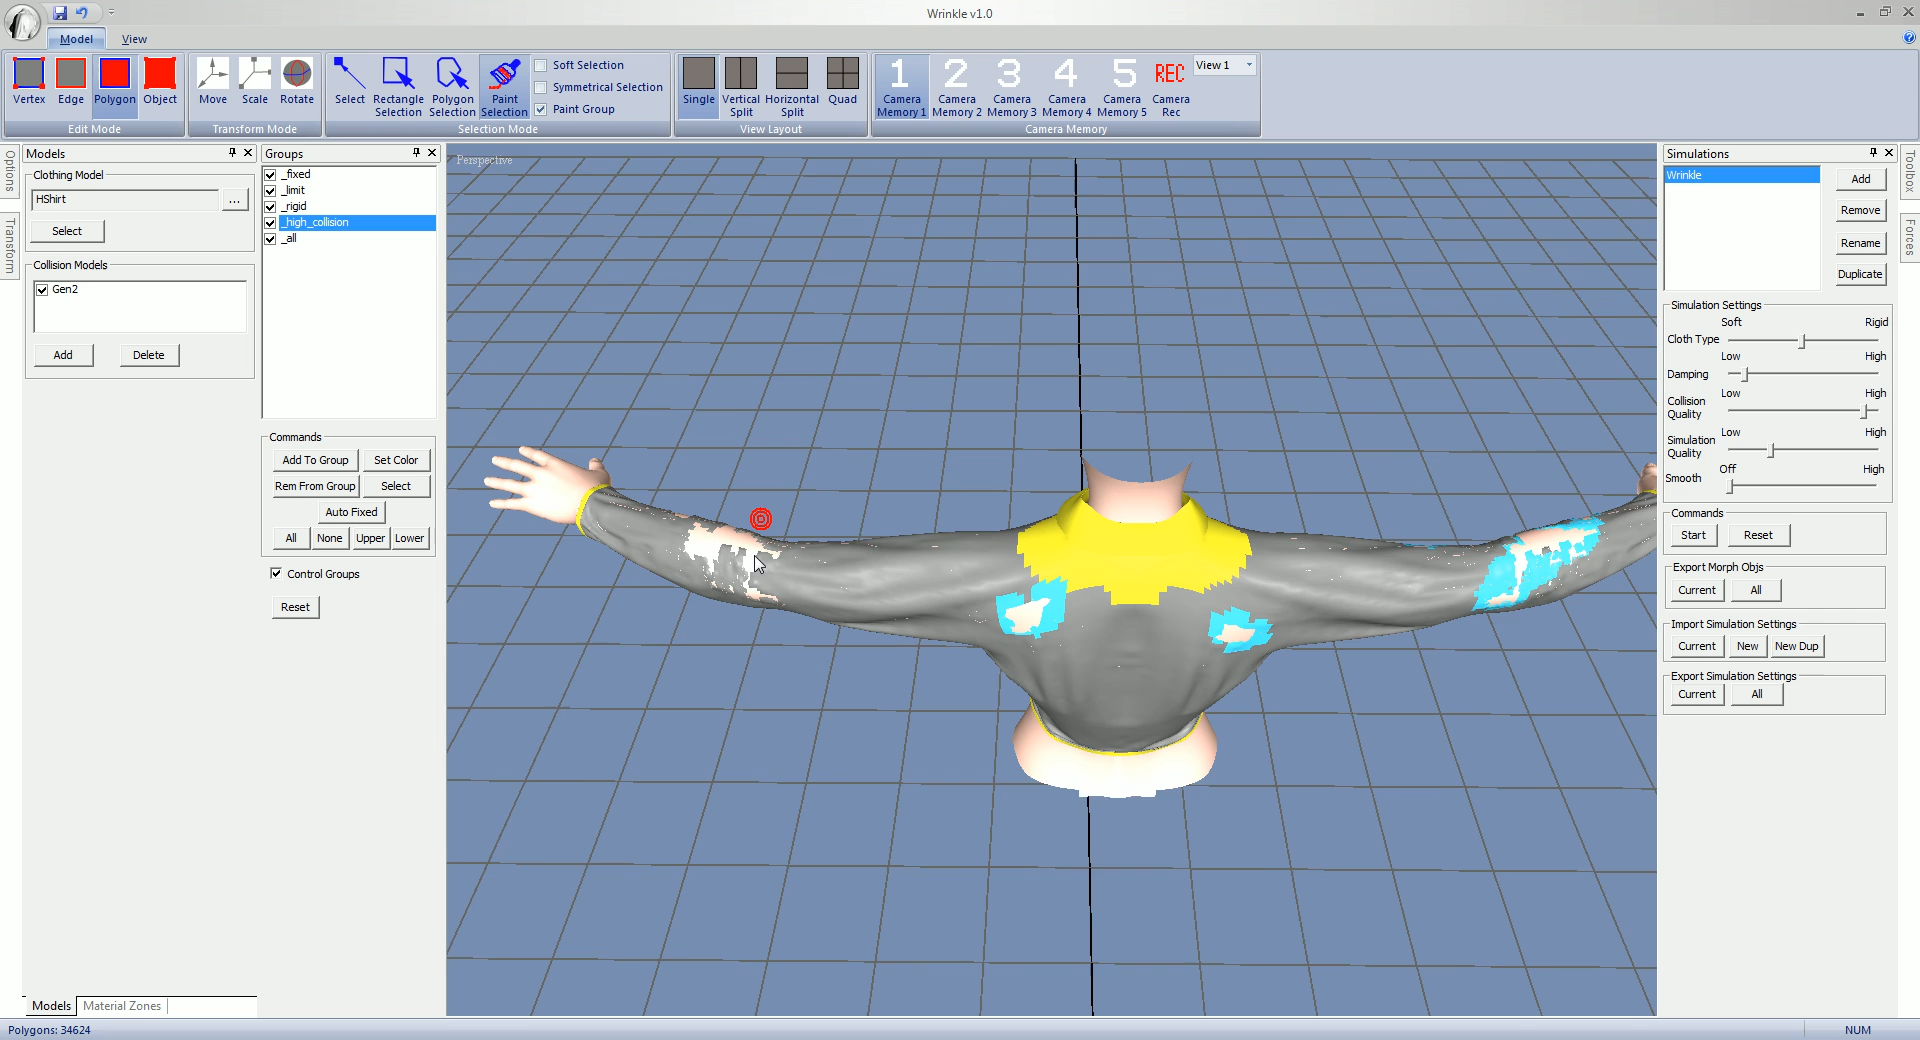 Wrinkle v1.0
Model
View
Vertex
Edge
Polygon
Object
Edit Mode
Move
Scale
Rotate
Transform Mode
Select
Rectangle
Selection
Polygon
Selection
Paint
Selection
Soft Selection
Symmetrical Selection
Paint Group
Selection Mode
Single
Vertical
Split
Horizontal
Split
Quad
View Layout
1
Camera
Memory 1
2
Camera
Memory 2
3
Camera
Memory 3
4
Camera
Memory 4
5
Camera
Memory 5
REC
Camera
Rec
View 1
Camera Memory
Options
Transform
Models
Clothing Model
HShirt
...
Select
Collision Models
Gen2
Add
Delete
Models
Material Zones
Groups
_fixed
_limit
_rigid
_high_collision
_all
Commands
Add To Group
Set Color
Rem From Group
Select
Auto Fixed
All
None
Upper
Lower
Control Groups
Reset
Perspective
Simulations
Wrinkle
Add
Remove
Rename
Duplicate
Simulation Settings
Soft
Rigid
Cloth Type
Low
High
Damping
Low
High
Collision
Quality
Low
High
Simulation
Quality
Off
High
Smooth
Commands
Start
Reset
Export Morph Objs
Current
All
Import Simulation Settings
Current
New
New Dup
Export Simulation Settings
Current
All
Toolbox
Forces
Polygons: 34624
NUM